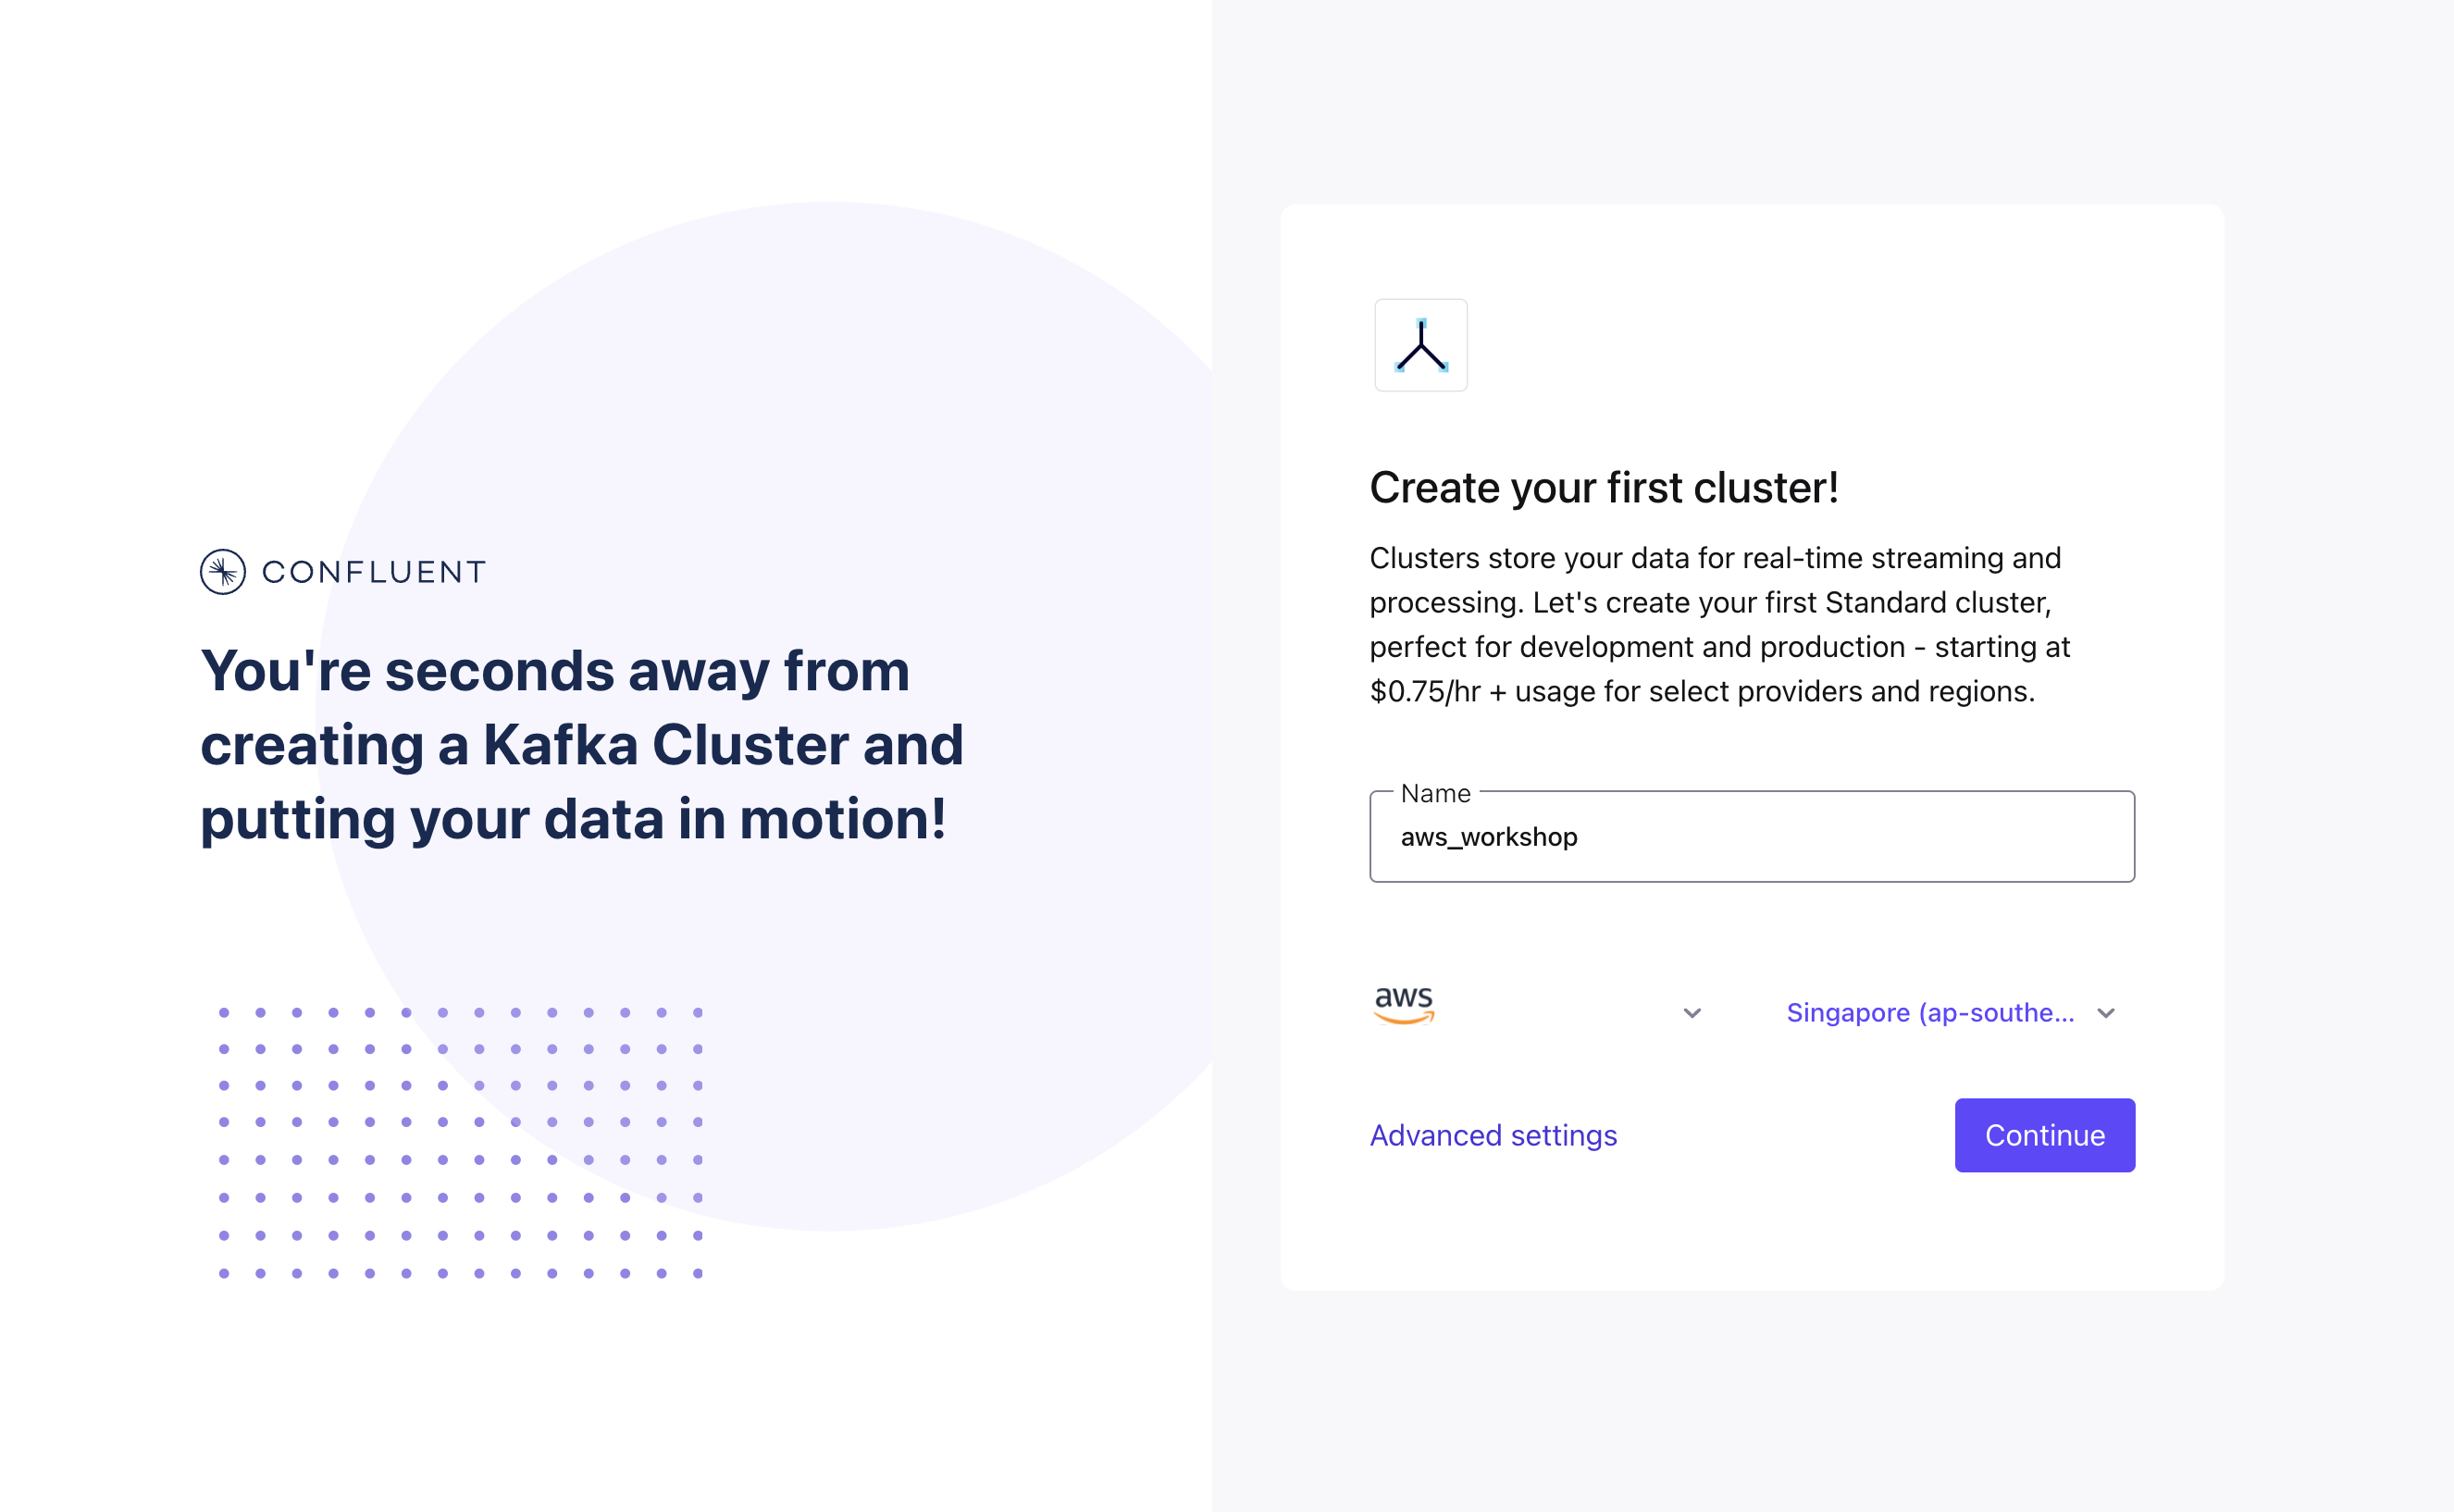 CONFLUENT
You're seconds away from
creating a Kafka Cluster and
putting your data in motion!
Create your first cluster!
Clusters store your data for real-time streaming and
processing. Let's create your first Standard cluster,
perfect for development and production - starting at
$0.75/hr + usage for select providers and regions.
Name
aws_workshop
aws
Singapore (ap-southe...
Advanced settings
Continue